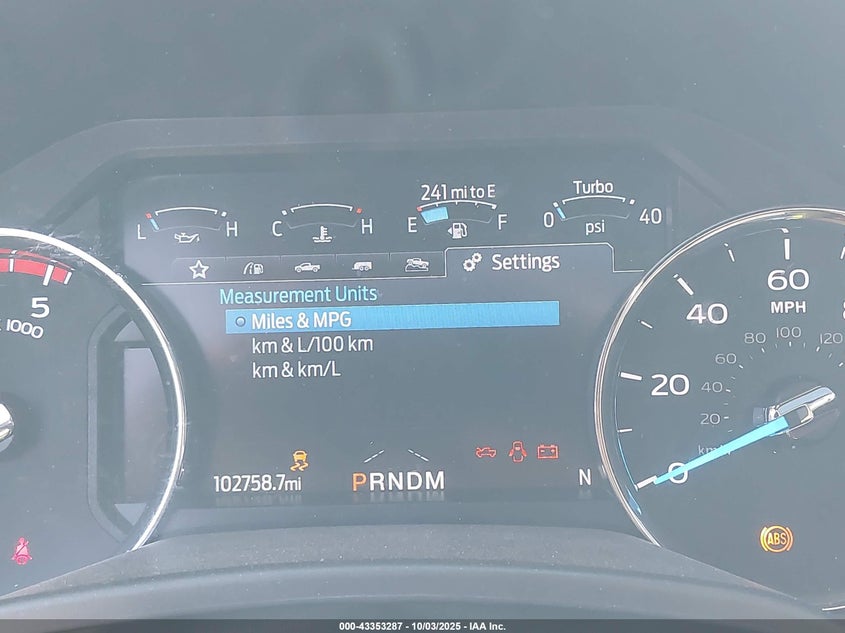 241 mi to E
Turbo
L H
C H
E F
0 40
psi
Settings
Measurement Units
Miles & MPG
km & L/100 km
km & km/L
5
1000
60
MPH
40
20
0
80 100 120
60
40
20
102758.7mi
PRNDM
N
ABS
000-43353287 - 10/03/2025 - IAA Inc.